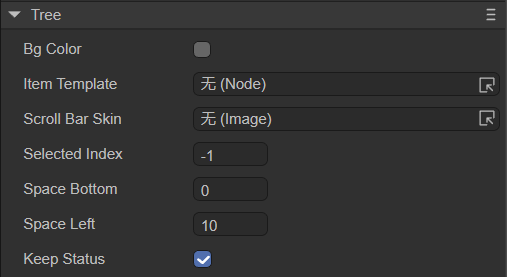 Tree
Bg Color
Item Template 无 (Node)
Scroll Bar Skin 无 (Image)
Selected Index -1
Space Bottom 0
Space Left 10
Keep Status